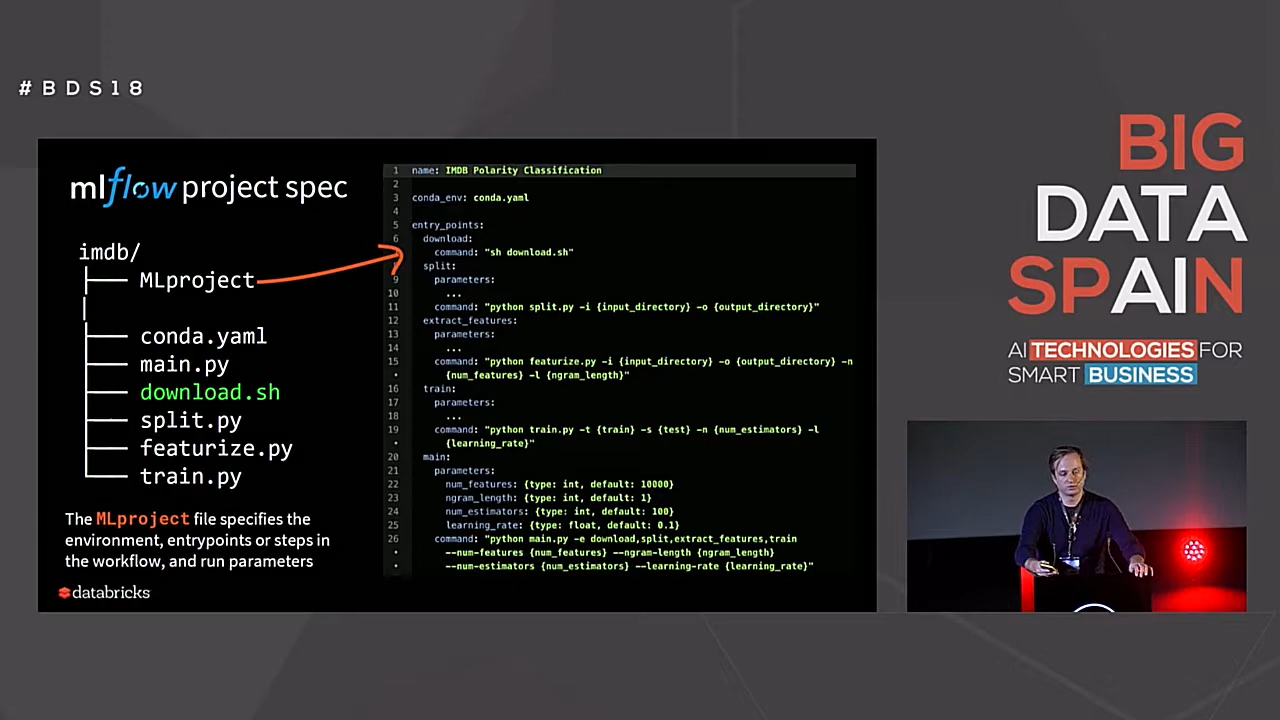 #BDS18
mlflow project spec
imdb/
MLproject
conda.yaml
main.py
download.sh
split.py
featurize.py
train.py
The MLproject file specifies the
environment, entrypoints or steps in
the workflow, and run parameters
databricks
1 name: IMDB Polarity Classification
2
3 conda_env: conda.yaml
4
5 entry_points:
6 download:
command: "sh download.sh"
split:
9 parameters:
10 ...
11 command: "python split.py -i {input_directory} -o {output_directory}"
12 extract_features:
13 parameters:
14 ...
15 command: "python featurize.py -i {input_directory} -o {output_directory} -n
{num_features} -l {ngram_length}"
16 train:
17 parameters:
18 ...
19 command: "python train.py -t {train} -s {test} -n {num_estimators} -l
{learning_rate}"
20 main:
21 parameters:
22 num_features: {type: int, default: 10000}
23 ngram_length: {type: int, default: 1}
24 num_estimators: {type: int, default: 100}
25 learning_rate: {type: float, default: 0.1}
26 command: "python main.py -e download,split,extract_features,train
--num-features {num_features} --ngram-length {ngram_length}
--num-estimators {num_estimators} --learning-rate {learning_rate}"
BIG
DATA
SPAIN
AI TECHNOLOGIES FOR
SMART BUSINESS